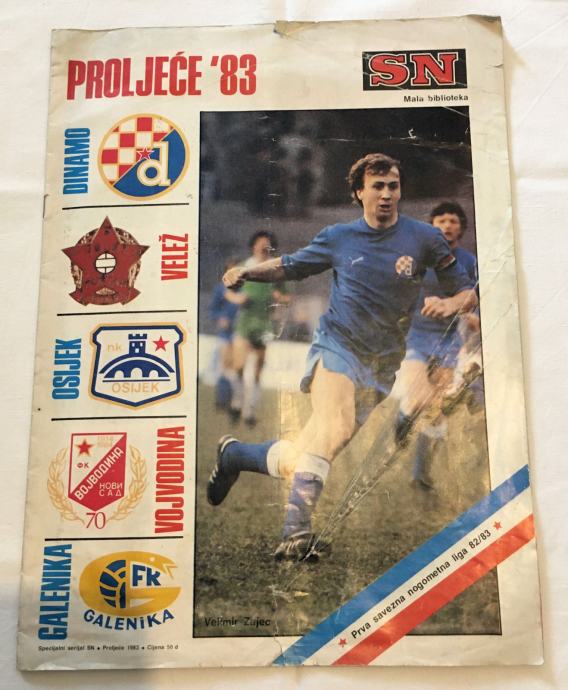 PROLJEĆE '83
SN
Mala biblioteka
DINAMO
d
VELEŽ
OSIJEK
nk
OSIJEK
VOJVODINA
ФК
ВОЈВОДИНА
НОВИ
САД
70
GALENIKA
FK
GALENIKA
Velimir Zajec
Prva savezna nogometna liga 82/83
Specijalni serijal SN • Proljeće 1983 • Cijena 50 d